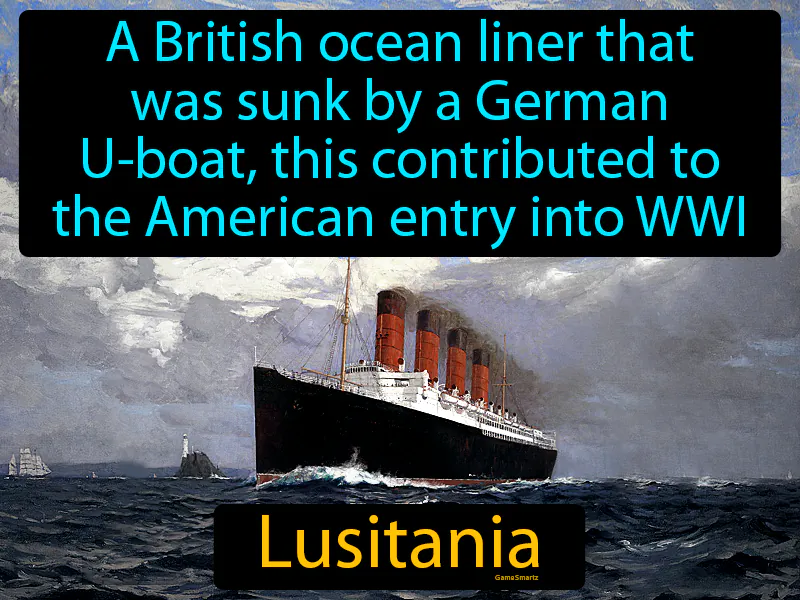 A British ocean liner that
was sunk by a German
U-boat, this contributed to
the American entry into WWI
Lusitania
GameSmartz